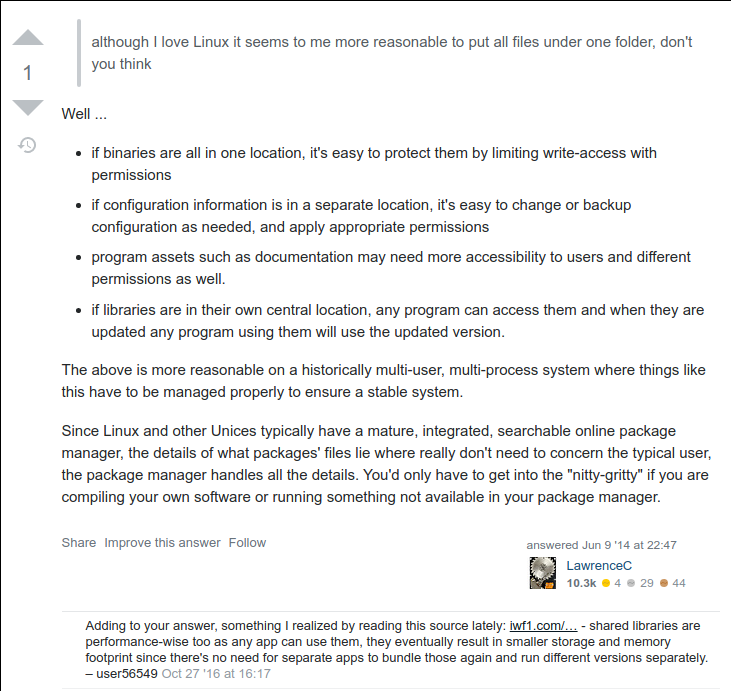 although I love Linux it seems to me more reasonable to put all files under one folder, don't
you think
1
Well ...
• if binaries are all in one location, it's easy to protect them by limiting write-access with
permissions
• if configuration information is in a separate location, it's easy to change or backup
configuration as needed, and apply appropriate permissions
• program assets such as documentation may need more accessibility to users and different
permissions as well.
• if libraries are in their own central location, any program can access them and when they are
updated any program using them will use the updated version.
The above is more reasonable on a historically multi-user, multi-process system where things like
this have to be managed properly to ensure a stable system.
Since Linux and other Unices typically have a mature, integrated, searchable online package
manager, the details of what packages' files lie where really don't need to concern the typical user,
the package manager handles all the details. You'd only have to get into the "nitty-gritty" if you are
compiling your own software or running something not available in your package manager.
Share Improve this answer Follow
answered Jun 9 '14 at 22:47
LawrenceC
10.3k ● 4 ● 29 ● 44
Adding to your answer, something I realized by reading this source lately: iwf1.com/… - shared libraries are
performance-wise too as any app can use them, they eventually result in smaller storage and memory
footprint since there's no need for separate apps to bundle those again and run different versions separately.
– user56549 Oct 27 '16 at 16:17